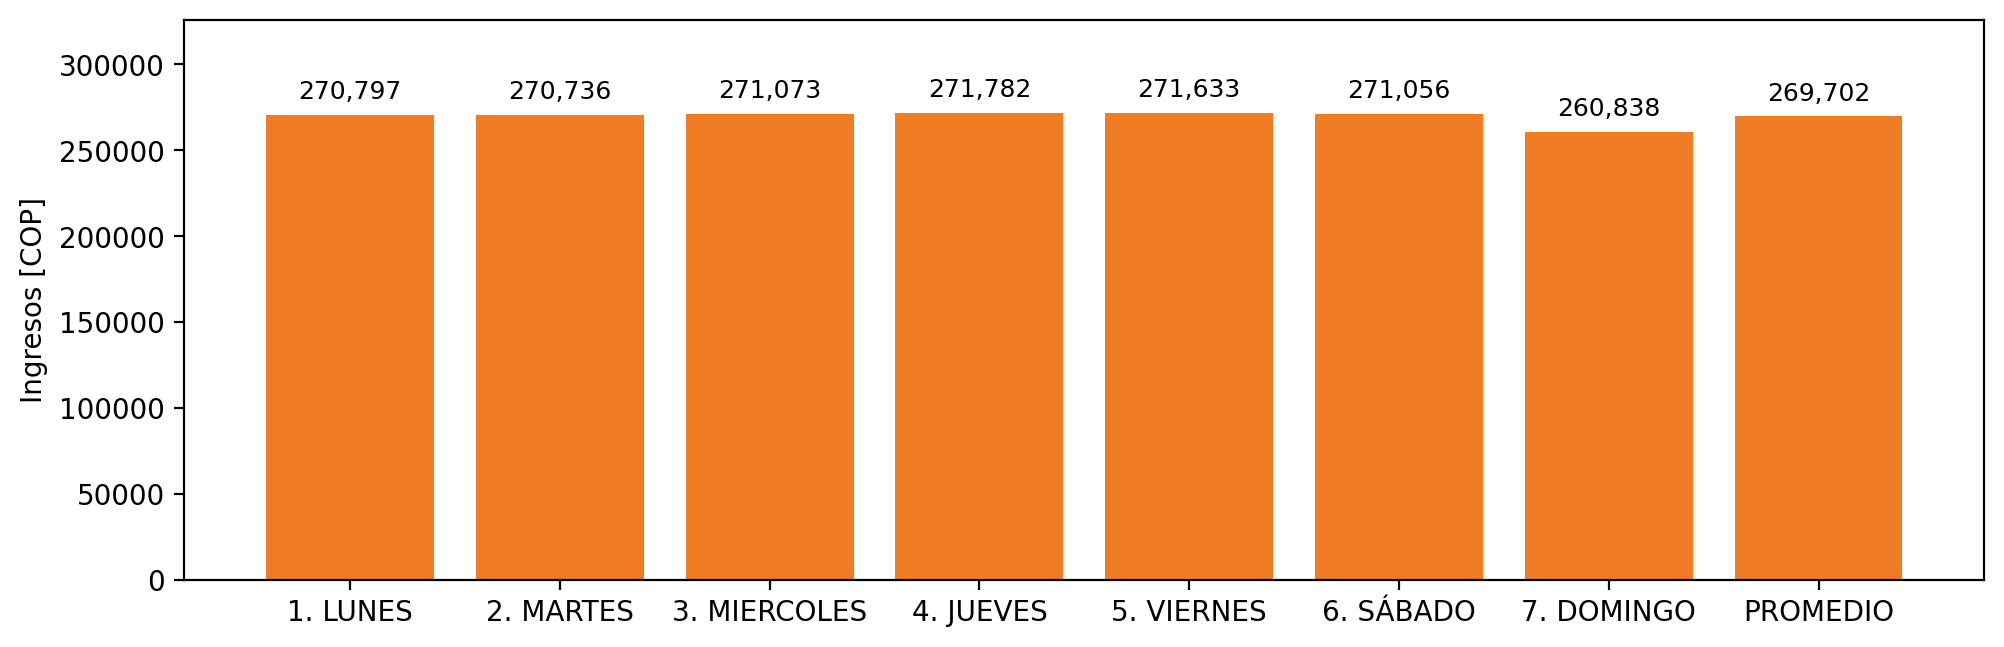 Ingresos [COP]
300000
250000
200000
150000
100000
50000
0
270,797
270,736
271,073
271,782
271,633
271,056
260,838
269,702
1. LUNES
2. MARTES
3. MIERCOLES
4. JUEVES
5. VIERNES
6. SÁBADO
7. DOMINGO
PROMEDIO